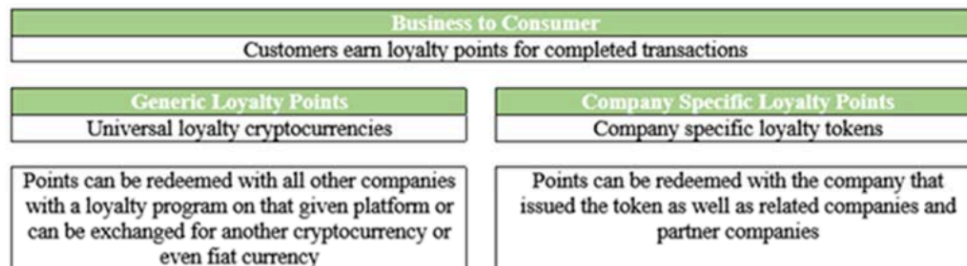 Business to Consumer
Customers earn loyalty points for completed transactions
Generic Loyalty Points
Universal loyalty cryptocurrencies
Points can be redeemed with all other companies
with a loyalty program on that given platform or
can be exchanged for another cryptocurrency or
even fiat currency
Company Specific Loyalty Points
Company specific loyalty tokens
Points can be redeemed with the company that
issued the token as well as related companies and
partner companies